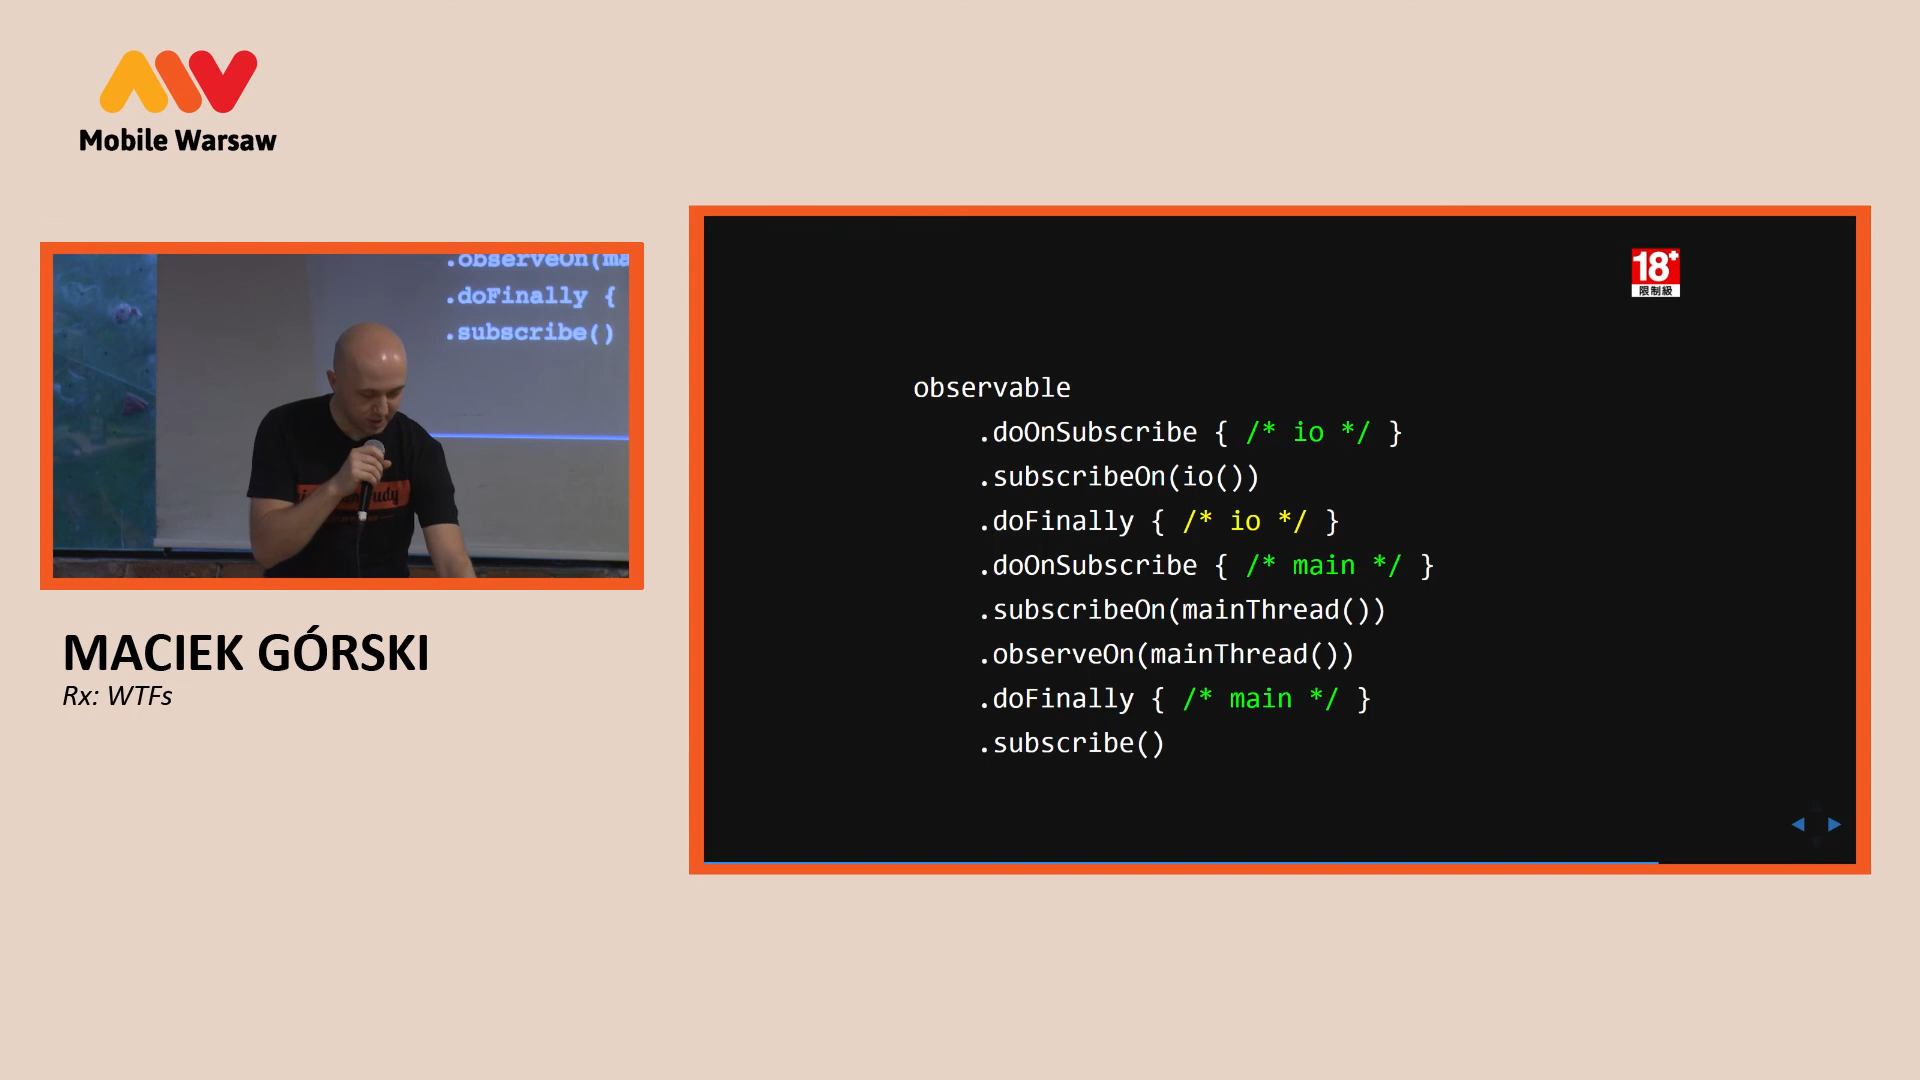 Mobile Warsaw
.observeOn(ma
.doFinally {
.subscribe()
MACIEK GÓRSKI
Rx: WTFs
18+
限制級
observable
.doOnSubscribe { /* io */ }
.subscribeOn(io())
.doFinally { /* io */ }
.doOnSubscribe { /* main */ }
.subscribeOn(mainThread())
.observeOn(mainThread())
.doFinally { /* main */ }
.subscribe()